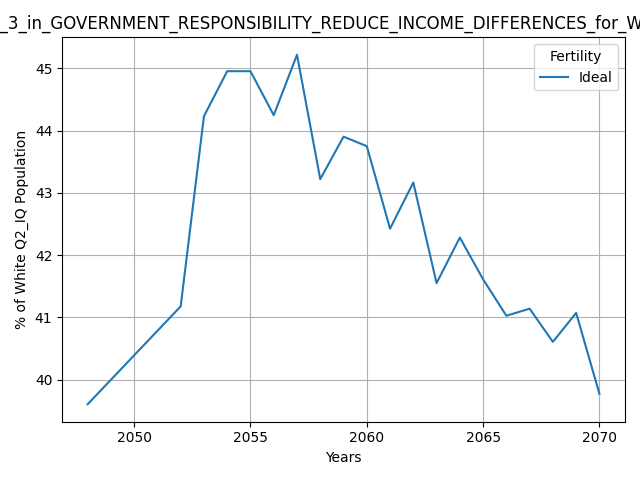 _3_in_GOVERNMENT_RESPONSIBILITY_REDUCE_INCOME_DIFFERENCES_for_W
Fertility
Ideal
45
44
43
42
41
40
% of White Q2_IQ Population
2050 2055 2060 2065 2070
Years